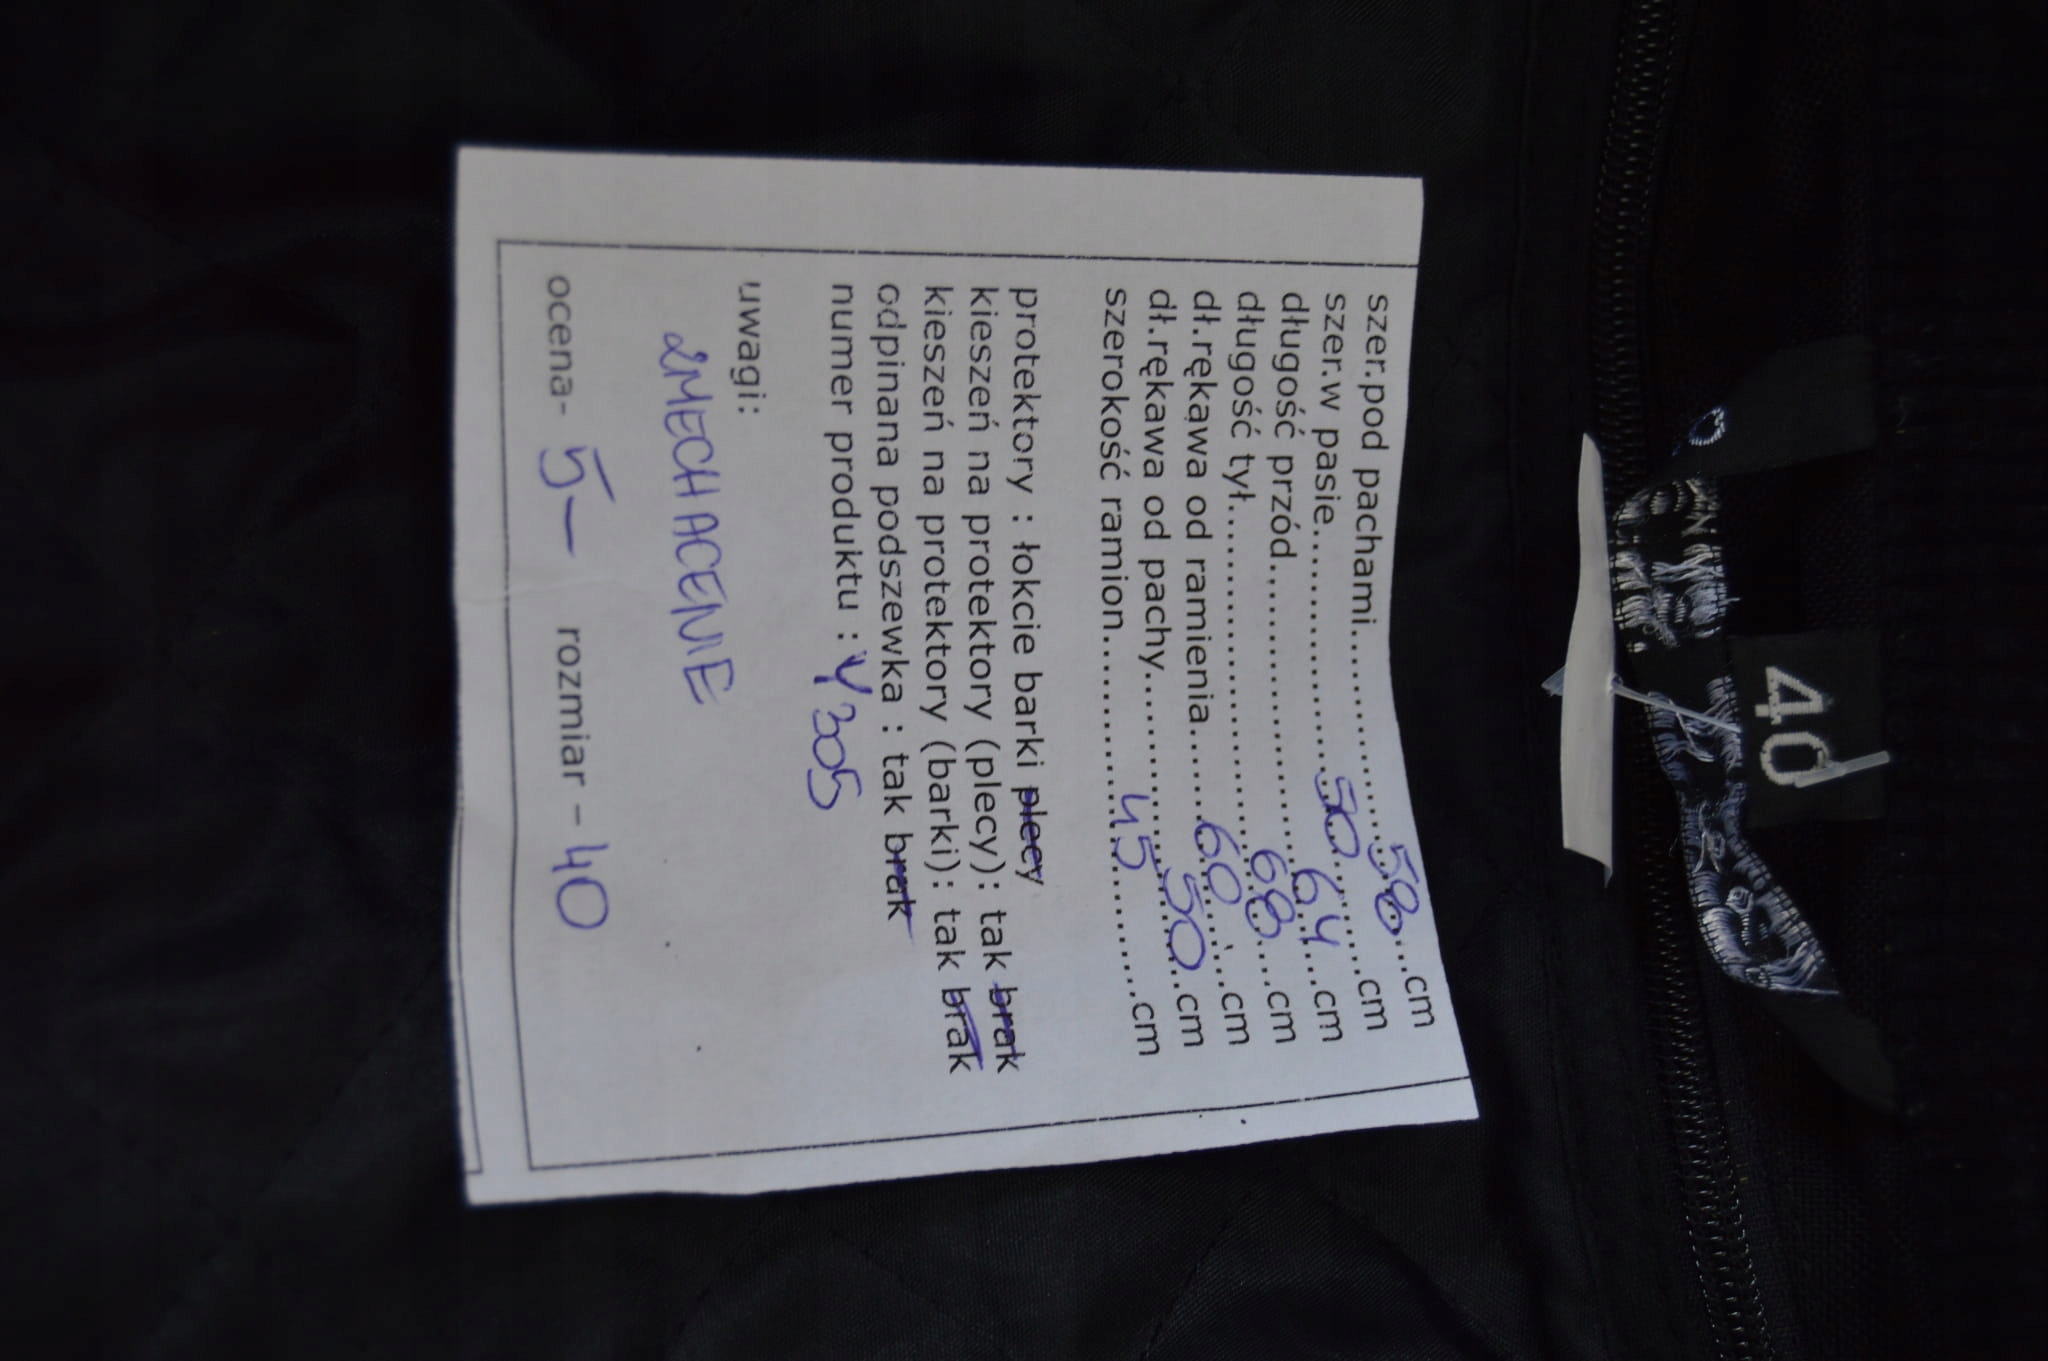 szer.pod pachami....................58...cm
szer.w pasie........................50.........cm
długość przód......................64...cm
długość tył..........................68...cm
dł.rękawa od ramienia........60......cm
dł.rękawa od pachy.............50..cm
szerokość ramion............45..........cm
protektory : łokcie barki plecy
kieszeń na protektory (plecy): tak brak
kieszeń na protektory (barki): tak brak
odpinana podszewka : tak brak
numer produktu : Y305
uwagi:
ZMECHACENIE
ocena- 5- rozmiar – 40
40